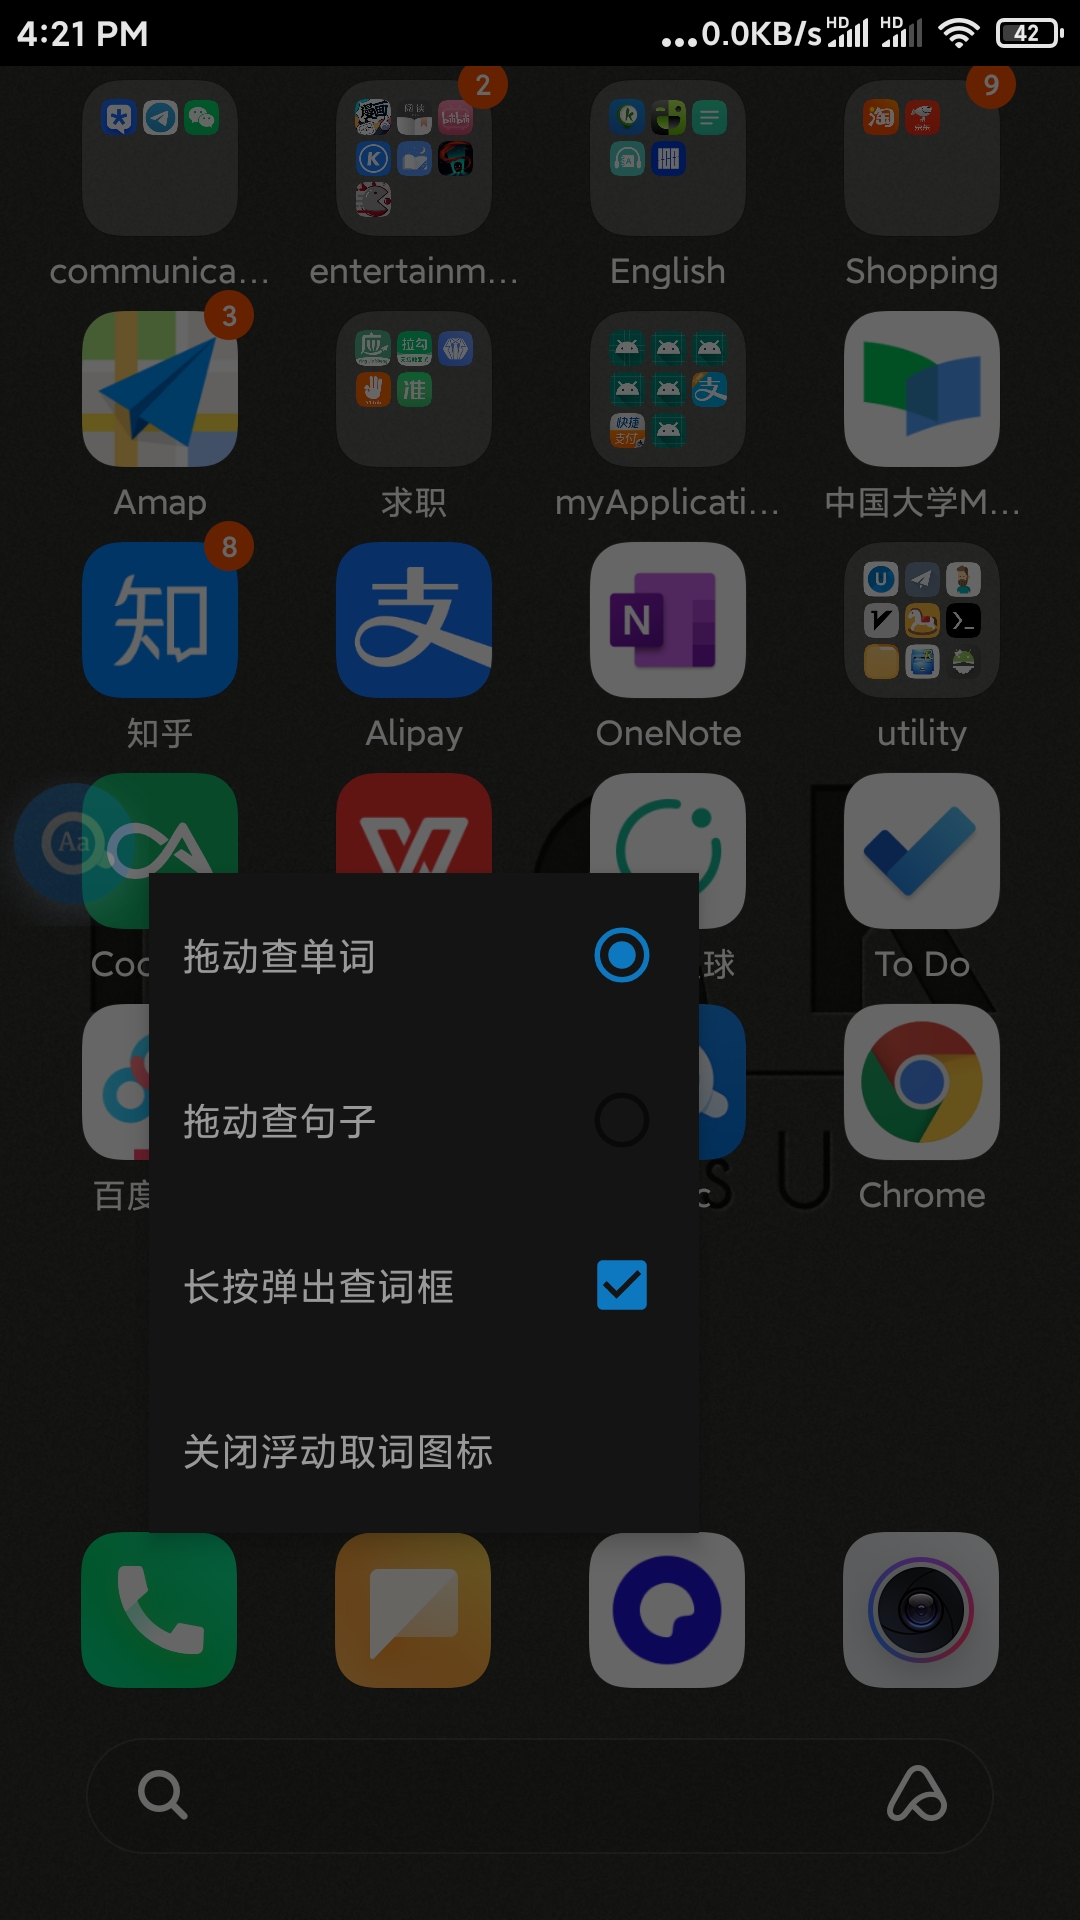 4:21 PM
...0.0KB/s HD HD 42
2 9
communica... entertainm... English Shopping
3
Amap 求职 myApplicati... 中国大学M...
8
知乎 Alipay OneNote utility
Aa
拖动查单词
Coc 球 To Do
拖动查句子
百度 c Chrome
S U
长按弹出查词框
关闭浮动取词图标